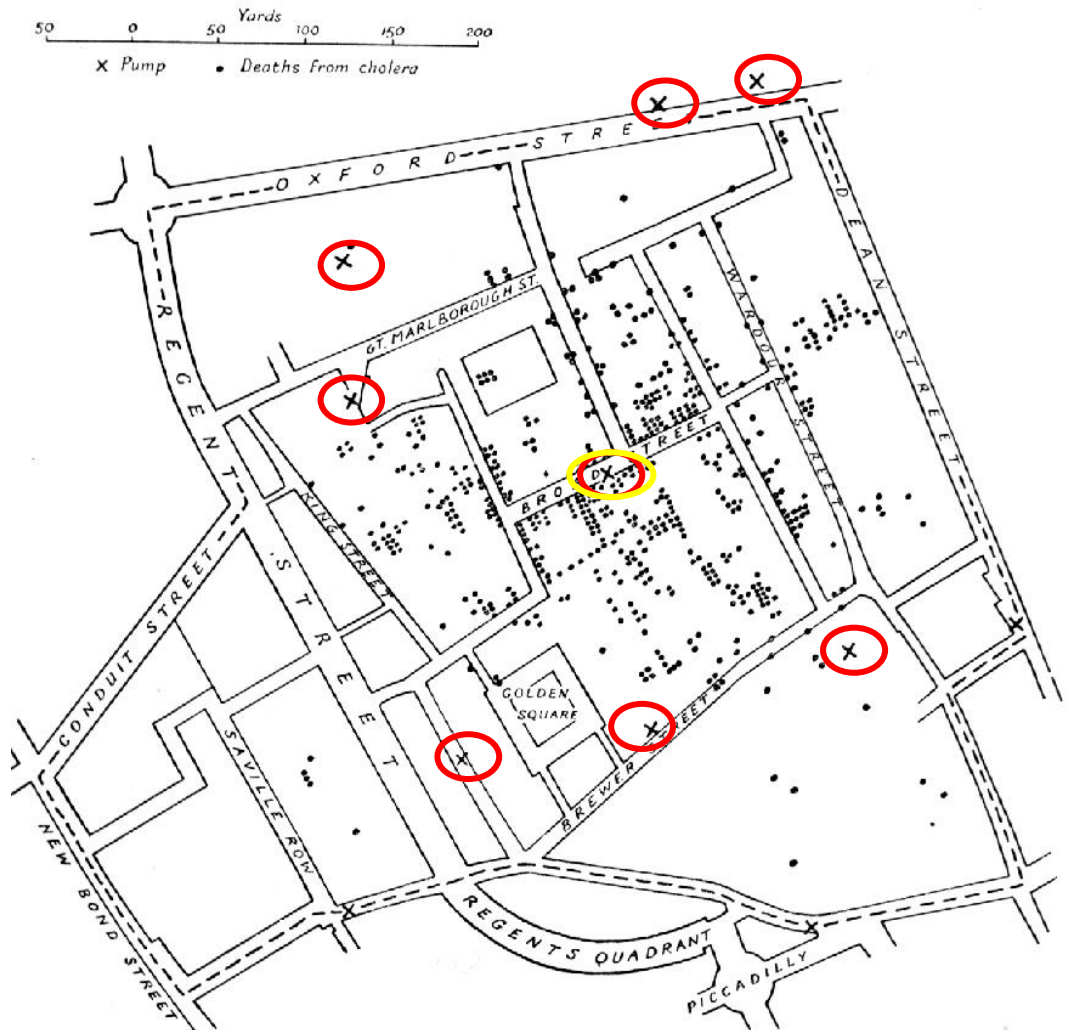 Yards
50 0 50 100 150 200
x Pump • Deaths from cholera
OXFORD STREET
DEAN STREET
REGENT STREET
GT. MARLBOROUGH ST.
WARDOUR STREET
BROAD STREET
KING STREET
CONDUIT STREET
GOLDEN
SQUARE
SAVILLE ROW
BREWER STREET
NEW BOND STREET
REGENTS QUADRANT
PICCADILLY